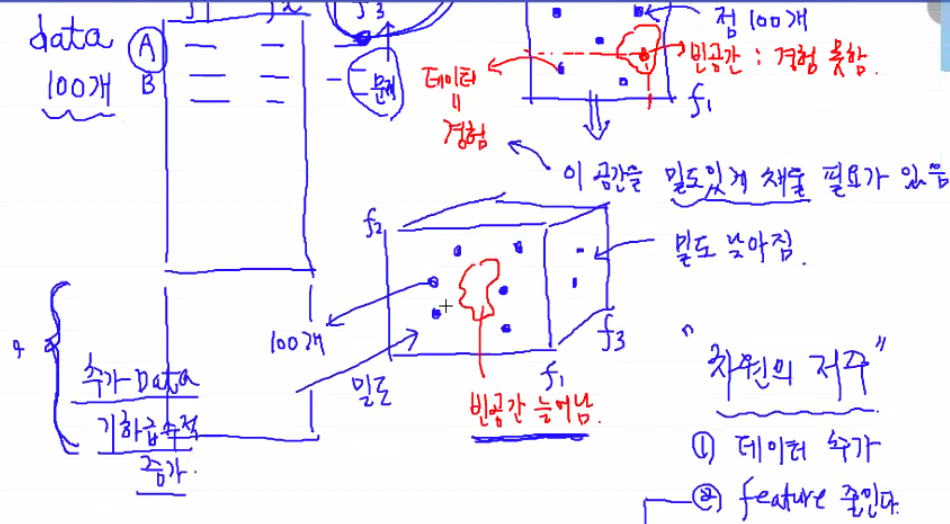 data
100개
A
B
f3
문제
점 100개
빈공간 : 경험 못함.
데이터
=
경험
f1
이 공간을 밀도있게 채울 필요가 있음
f2
밀도 낮아짐.
100개
f3
f1
밀도
빈공간 늘어남.
추가 Data
기하급수적
증가.
"차원의 저주"
① 데이터 추가
② feature 줄인다.